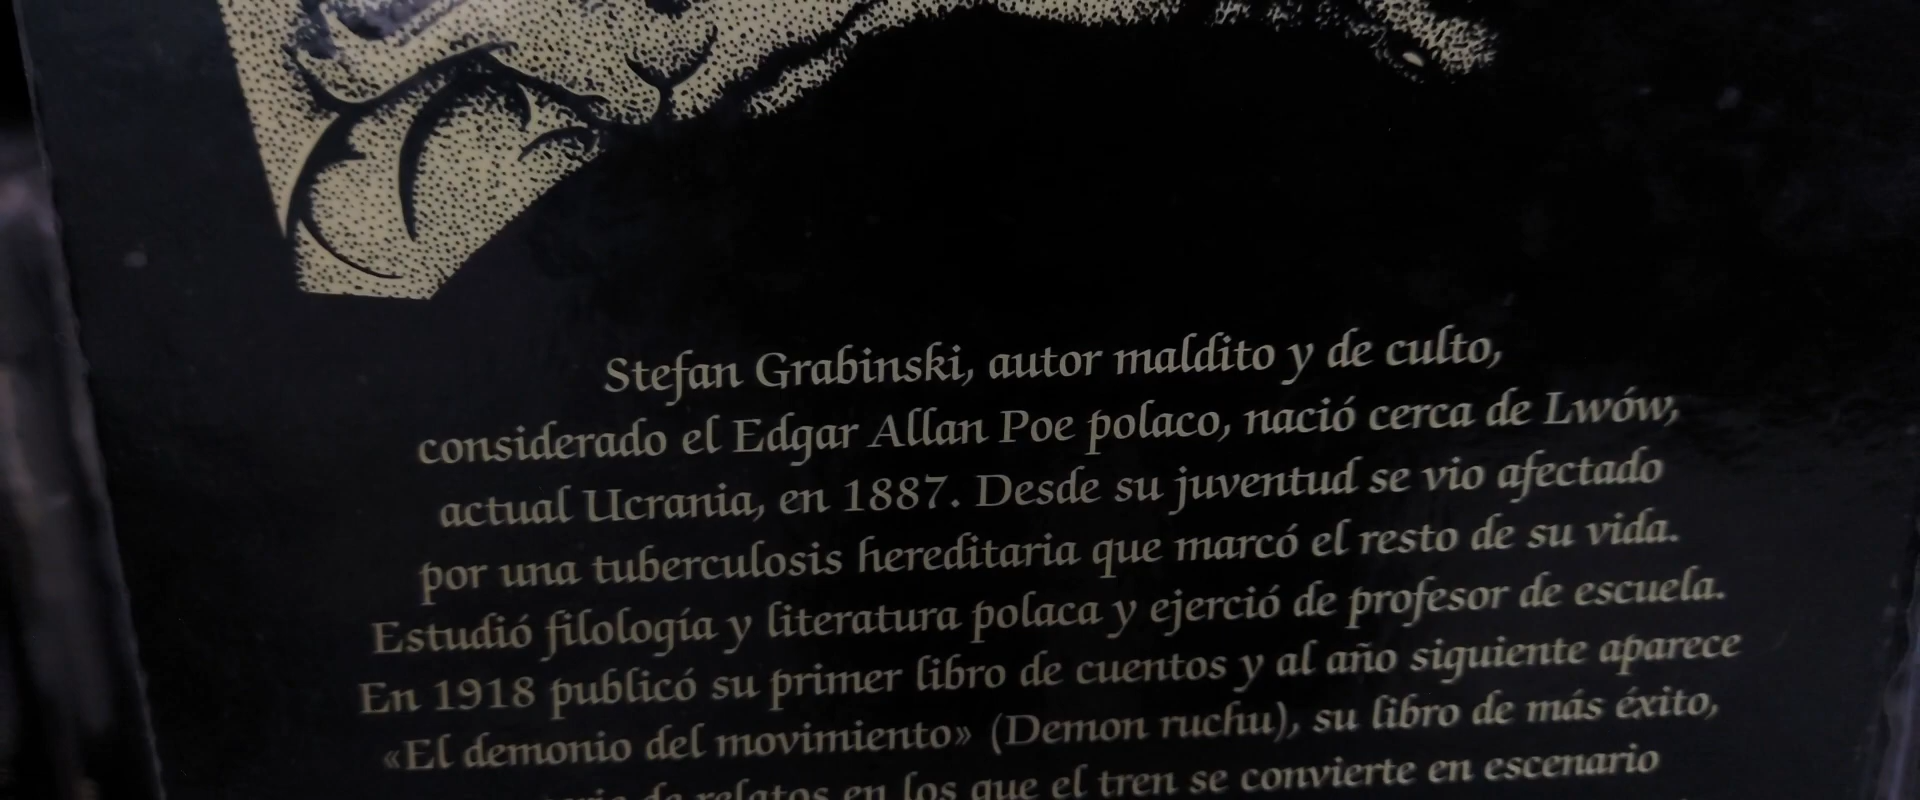 Stefan Grabinski, autor maldito y de culto,
considerado el Edgar Allan Poe polaco, nació cerca de Lwów,
actual Ucrania, en 1887. Desde su juventud se vio afectado
por una tuberculosis hereditaria que marcó el resto de su vida.
Estudió filología y literatura polaca y ejerció de profesor de escuela.
En 1918 publicó su primer libro de cuentos y al año siguiente aparece
«El demonio del movimiento» (Demon ruchu), su libro de más éxito,
de relatos en los que el tren se convierte en escenario